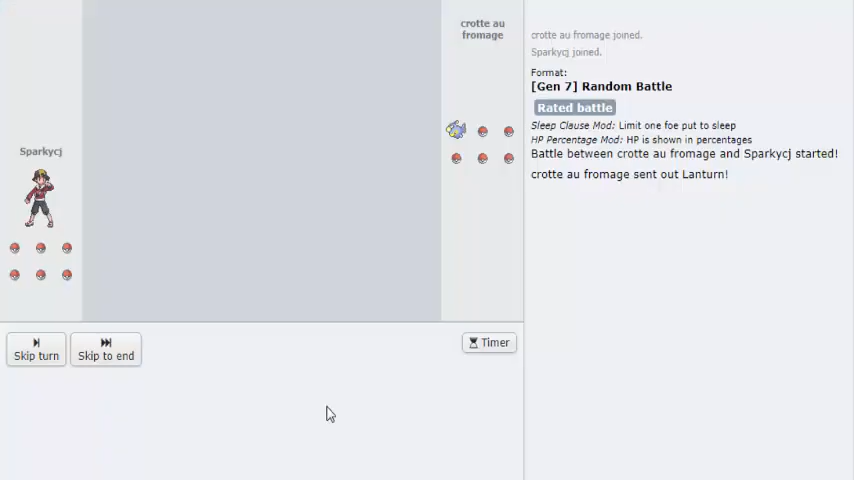 crotte au
fromage
Sparkycj
Skip turn
Skip to end
Timer
crotte au fromage joined.
Sparkycj joined.
Format:
[Gen 7] Random Battle
Rated battle
Sleep Clause Mod: Limit one foe put to sleep
HP Percentage Mod: HP is shown in percentages
Battle between crotte au fromage and Sparkycj started!
crotte au fromage sent out Lanturn!